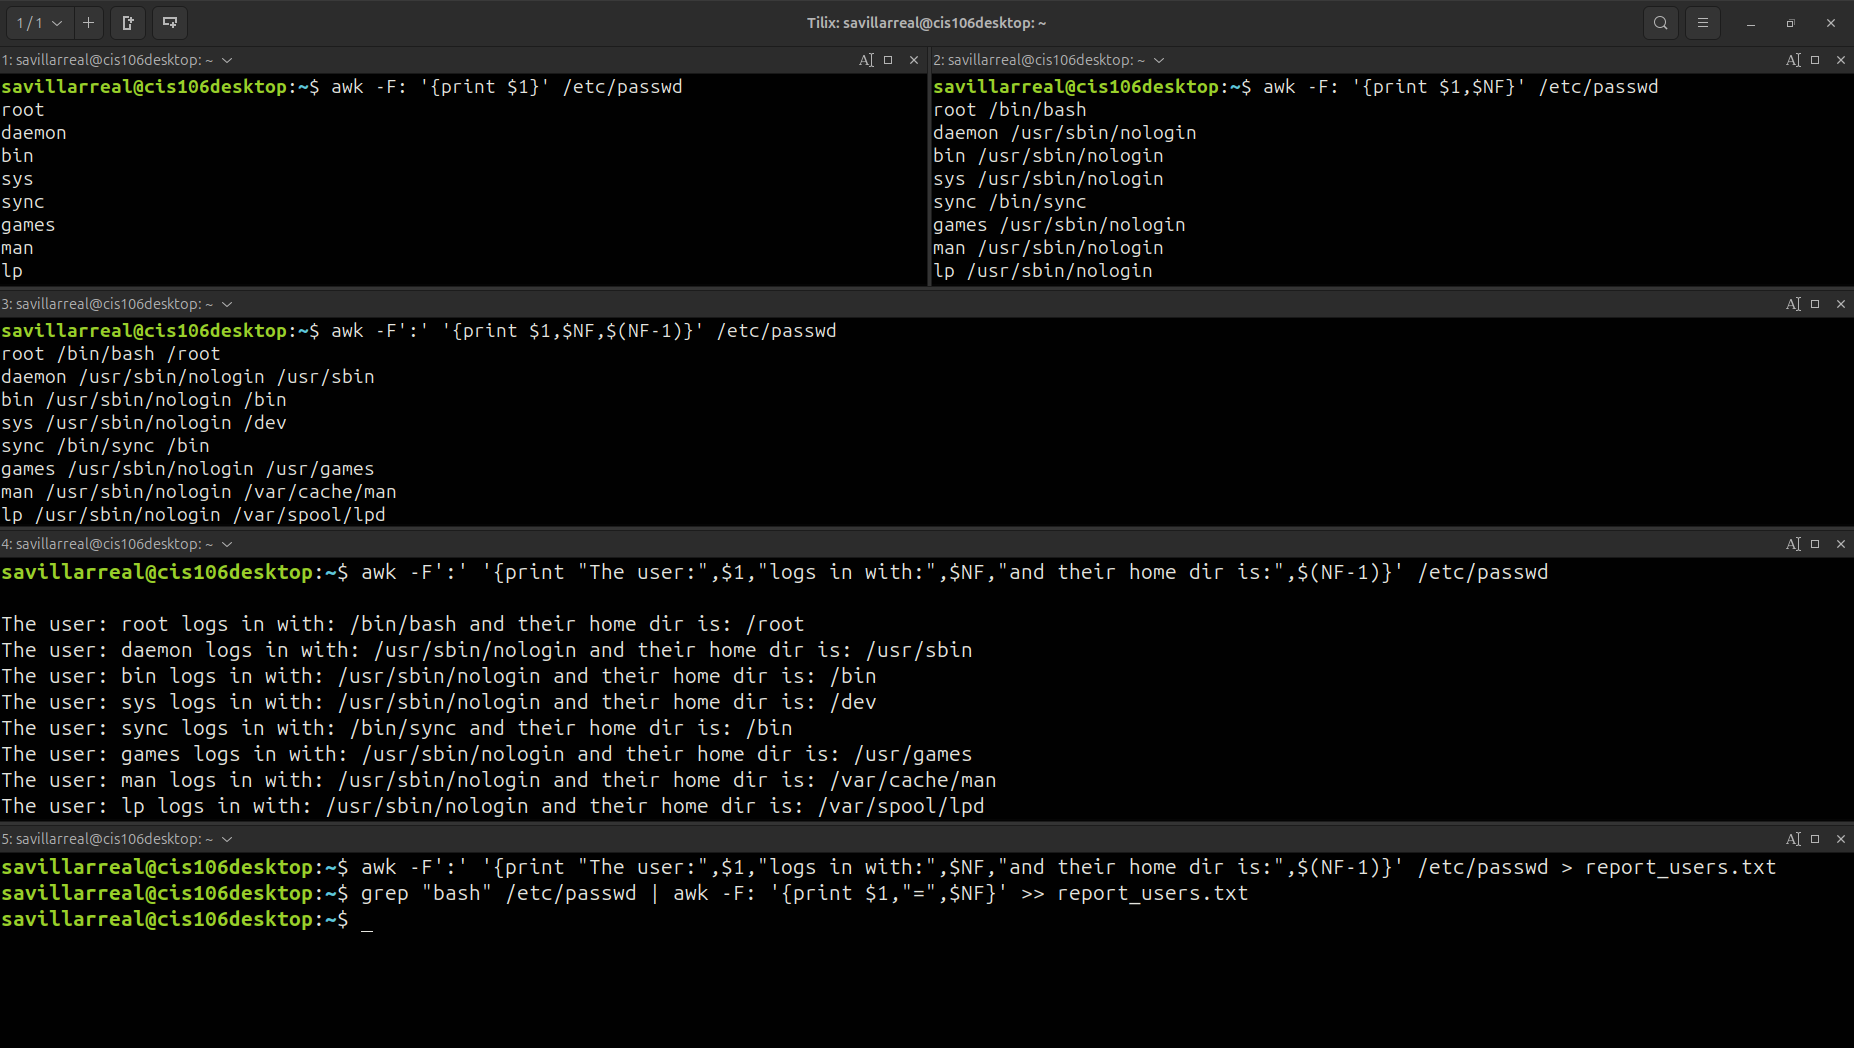 1 / 1
Tilix: savillarreal@cis106desktop: ~
1: savillarreal@cis106desktop: ~
savillarreal@cis106desktop:~$ awk -F: '{print $1}' /etc/passwd
root
daemon
bin
sys
sync
games
man
lp
2: savillarreal@cis106desktop: ~
savillarreal@cis106desktop:~$ awk -F: '{print $1,$NF}' /etc/passwd
root /bin/bash
daemon /usr/sbin/nologin
bin /usr/sbin/nologin
sys /usr/sbin/nologin
sync /bin/sync
games /usr/sbin/nologin
man /usr/sbin/nologin
lp /usr/sbin/nologin
3: savillarreal@cis106desktop: ~
savillarreal@cis106desktop:~$ awk -F':' '{print $1,$NF,$(NF-1)}' /etc/passwd
root /bin/bash /root
daemon /usr/sbin/nologin /usr/sbin
bin /usr/sbin/nologin /bin
sys /usr/sbin/nologin /dev
sync /bin/sync /bin
games /usr/sbin/nologin /usr/games
man /usr/sbin/nologin /var/cache/man
lp /usr/sbin/nologin /var/spool/lpd
4: savillarreal@cis106desktop: ~
savillarreal@cis106desktop:~$ awk -F':' '{print "The user:",$1,"logs in with:",$NF,"and their home dir is:",$(NF-1)}' /etc/passwd
The user: root logs in with: /bin/bash and their home dir is: /root
The user: daemon logs in with: /usr/sbin/nologin and their home dir is: /usr/sbin
The user: bin logs in with: /usr/sbin/nologin and their home dir is: /bin
The user: sys logs in with: /usr/sbin/nologin and their home dir is: /dev
The user: sync logs in with: /bin/sync and their home dir is: /bin
The user: games logs in with: /usr/sbin/nologin and their home dir is: /usr/games
The user: man logs in with: /usr/sbin/nologin and their home dir is: /var/cache/man
The user: lp logs in with: /usr/sbin/nologin and their home dir is: /var/spool/lpd
5: savillarreal@cis106desktop: ~
savillarreal@cis106desktop:~$ awk -F':' '{print "The user:",$1,"logs in with:",$NF,"and their home dir is:",$(NF-1)}' /etc/passwd > report_users.txt
savillarreal@cis106desktop:~$ grep "bash" /etc/passwd | awk -F: '{print $1,"=",$NF}' >> report_users.txt
savillarreal@cis106desktop:~$ _